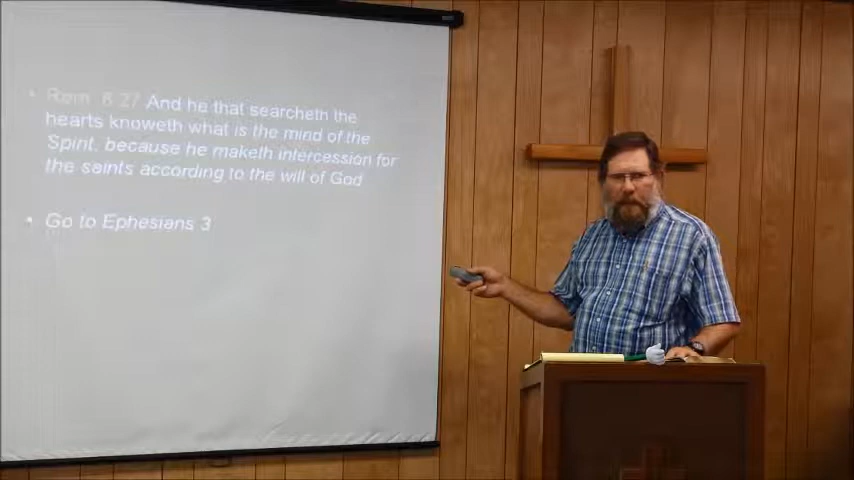 Rom 8:27 And he that searcheth the
hearts knoweth what is the mind of the
Spirit, because he maketh intercession for
the saints according to the will of God
Go to Ephesians 3